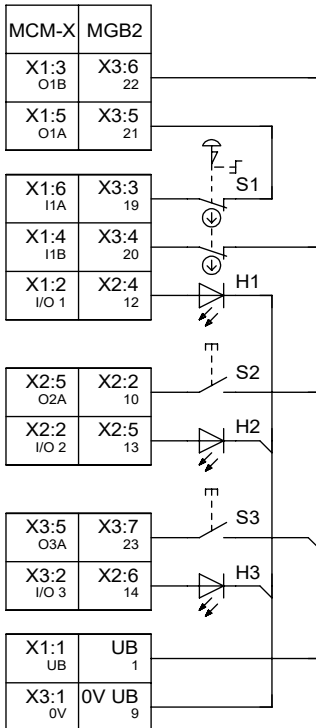 MCM-X MGB2
X1:3 X3:6
O1B 22
X1:5 X3:5
O1A 21
X1:6 X3:3
I1A 19
S1
X1:4 X3:4
I1B 20
X1:2 X2:4
I/O 1 12
H1
X2:5 X2:2
O2A 10
S2
X2:2 X2:5
I/O 2 13
H2
X3:5 X3:7
O3A 23
S3
X3:2 X2:6
I/O 3 14
H3
X1:1 UB
UB 1
X3:1 0V UB
0V 9